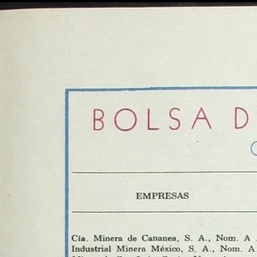 BOLSA D
EMPRESAS
Cía. Minera de Cananea, S. A., Nom. A
Industrial Minera México, S. A., Nom. A